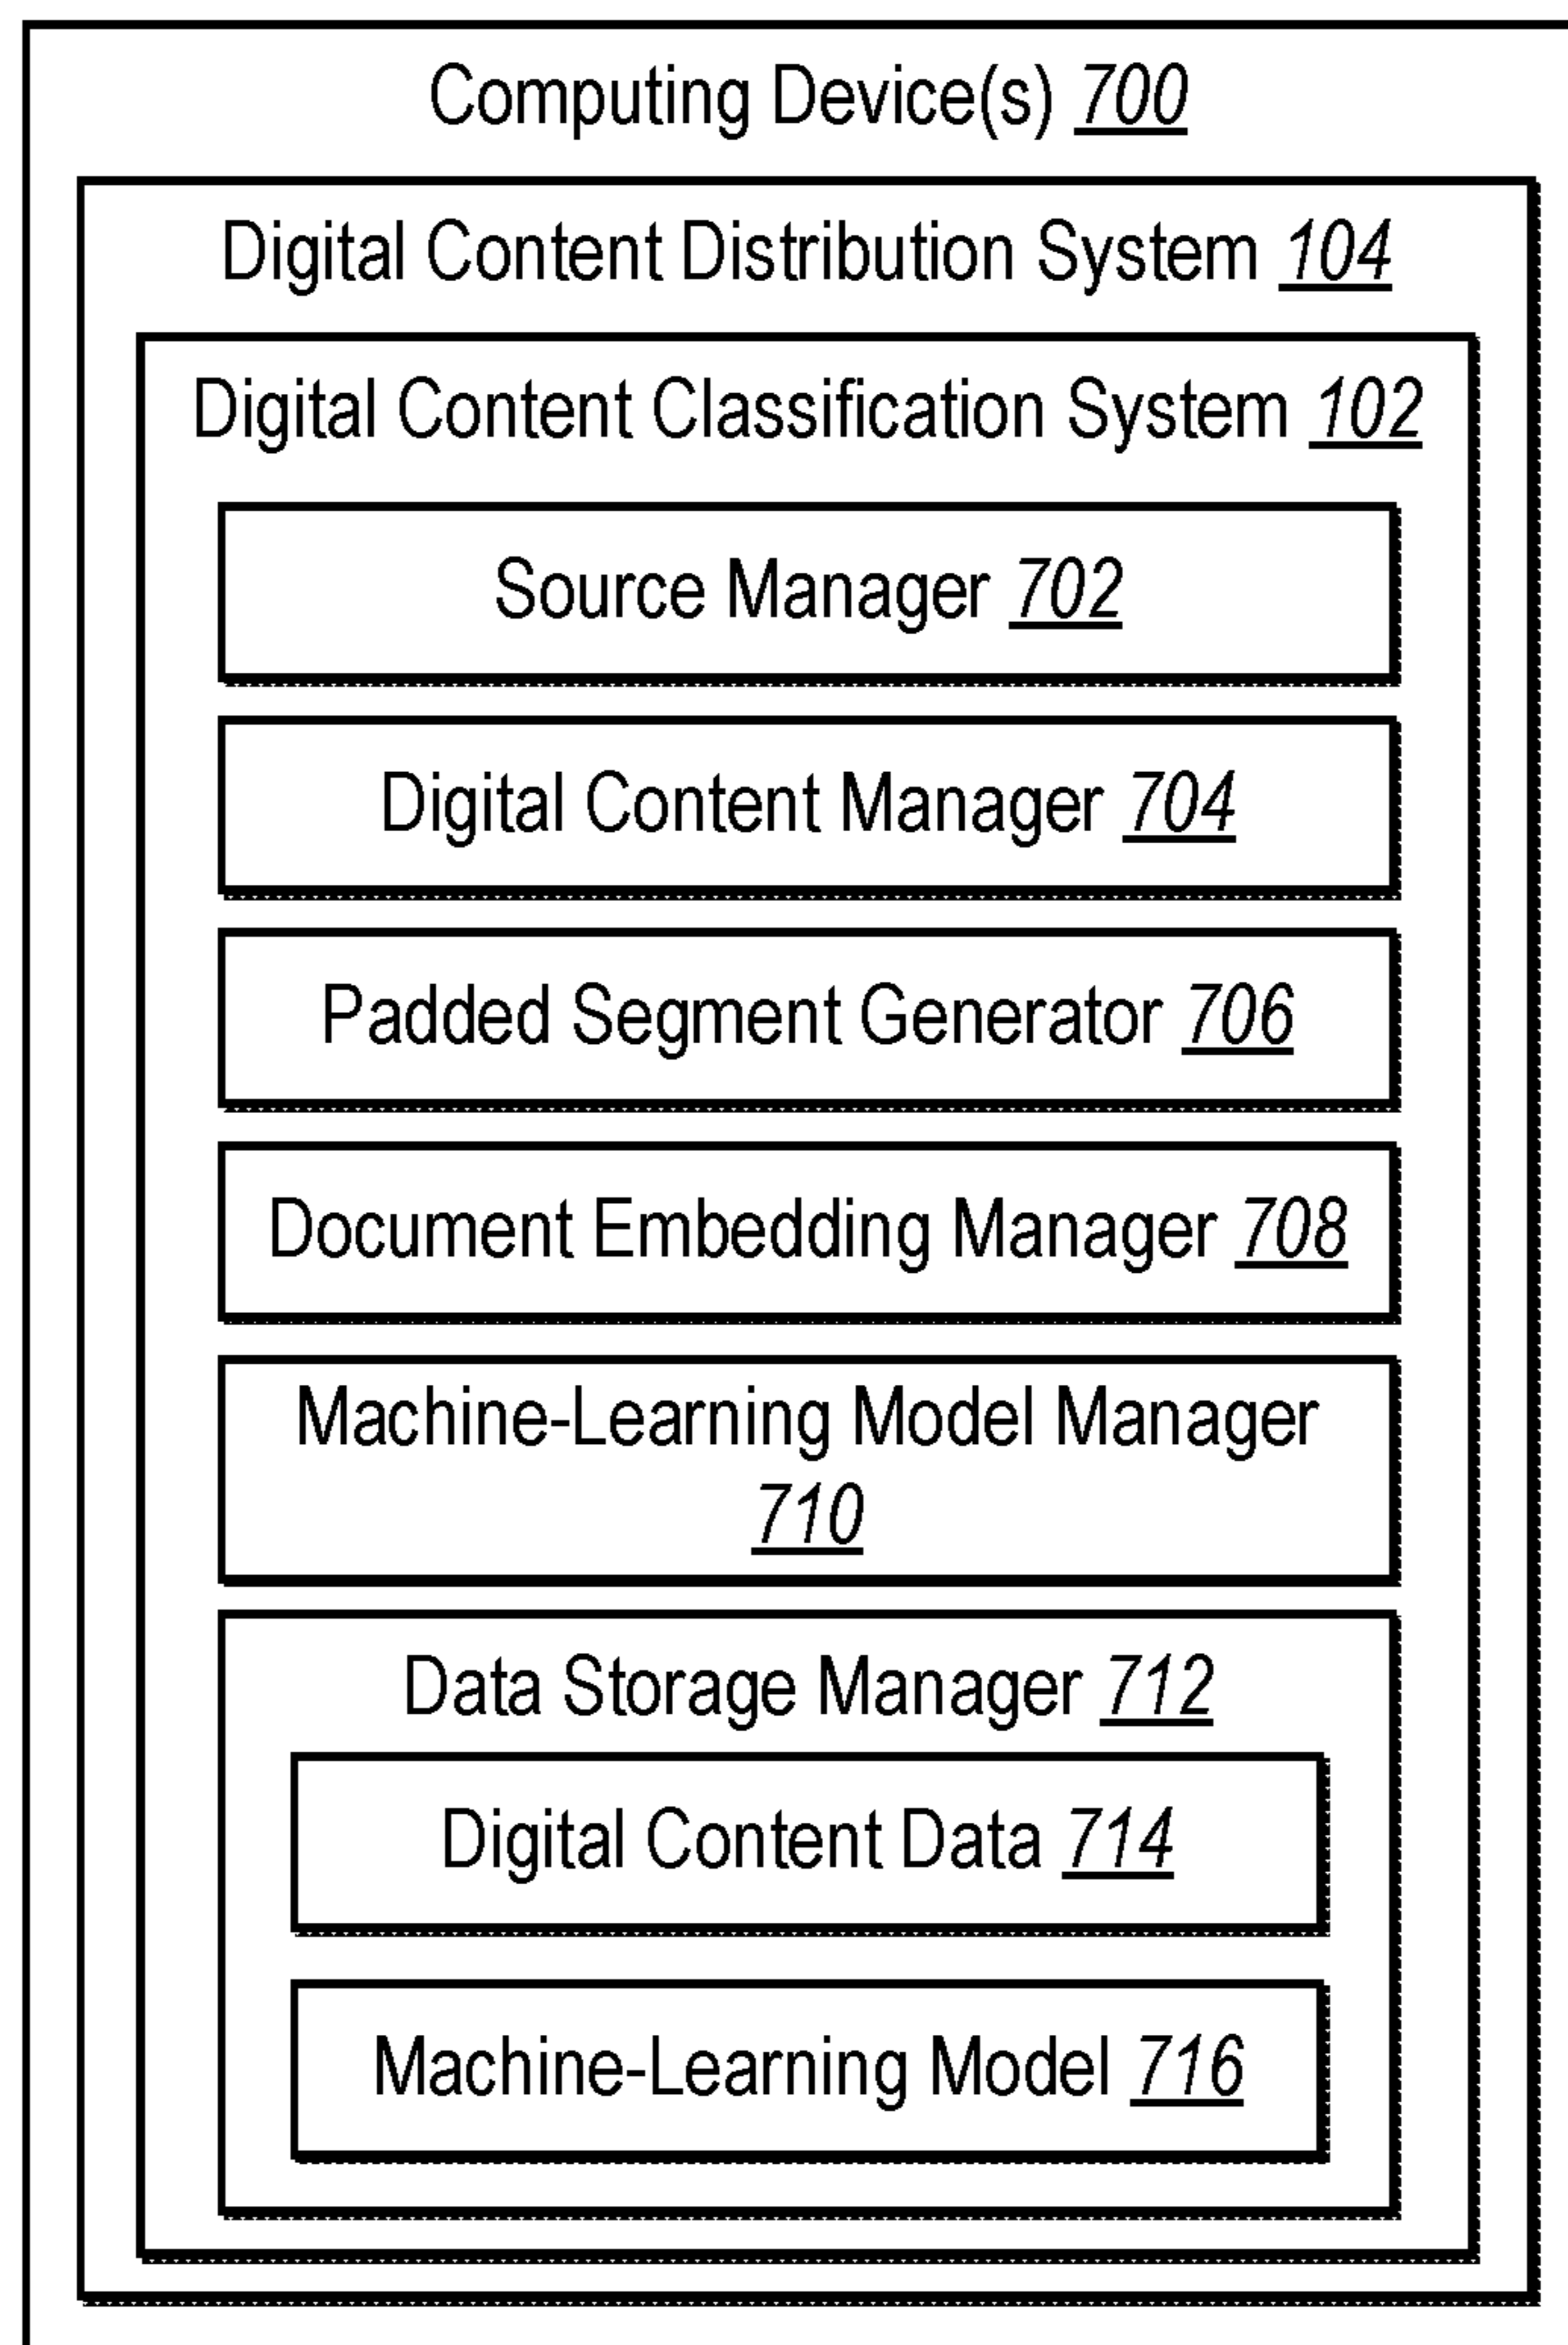 Computing Device(s) 700
Digital Content Distribution System 104
Digital Content Classification System 102
Source Manager 702
Digital Content Manager 704
Padded Segment Generator 706
Document Embedding Manager 708
Machine-Learning Model Manager
710
Data Storage Manager 712
Digital Content Data 714
Machine-Learning Model 716